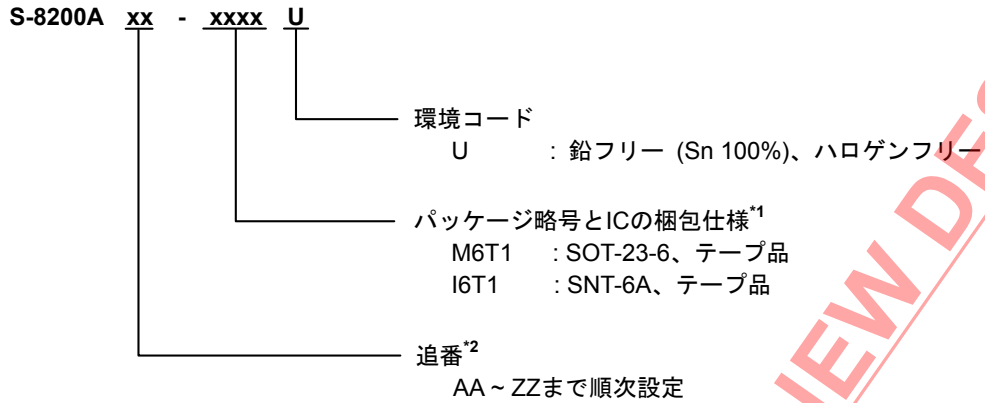 S-8200A xx - xxxx U
環境コード
U : 鉛フリー (Sn 100%)、ハロゲンフリー
パッケージ略号とICの梱包仕様*1
M6T1 : SOT-23-6、テープ品
I6T1 : SNT-6A、テープ品
追番*2
AA ~ ZZまで順次設定
NEW